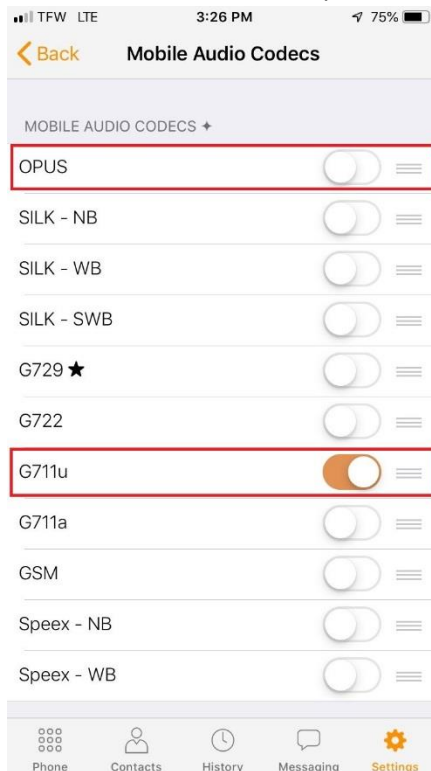 TFW LTE 3:26 PM 75%
Back Mobile Audio Codecs
MOBILE AUDIO CODECS ✦
OPUS
SILK - NB
SILK - WB
SILK - SWB
G729 ★
G722
G711u
G711a
GSM
Speex - NB
Speex - WB
Phone Contacts History Messaging Settings